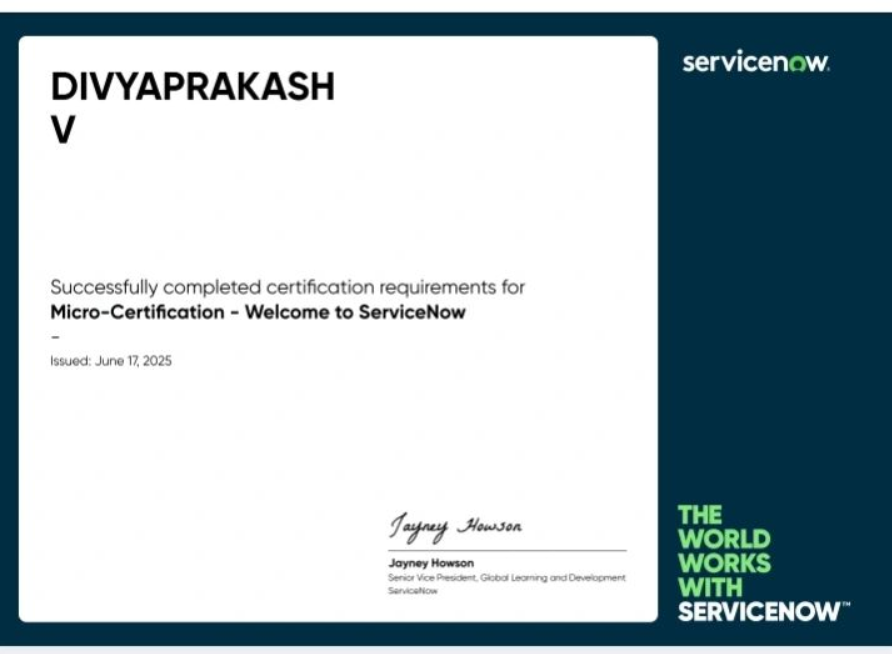 DIVYAPRAKASH
V
Successfully completed certification requirements for
Micro-Certification - Welcome to ServiceNow
-
Issued: June 17, 2025
Jayney Howson
Jayney Howson
Senior Vice President, Global Learning and Development
ServiceNow
servicenow.
THE
WORLD
WORKS
WITH
SERVICENOW™